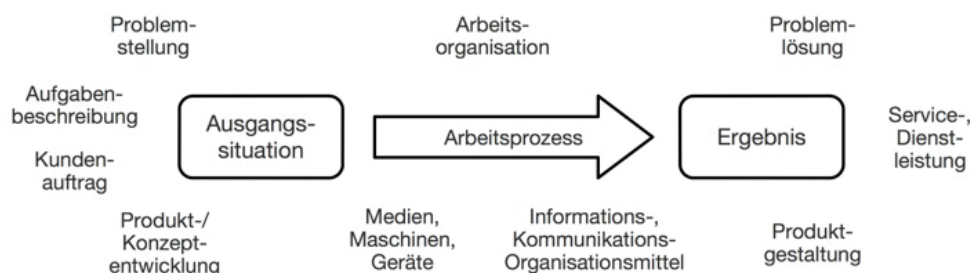 Problem-
stellung
Arbeits-
organisation
Problem-
lösung
Aufgaben-
beschreibung
Kunden-
auftrag
Ausgangs-
situation
Arbeitsprozess
Ergebnis
Service-,
Dienst-
leistung
Produkt-/
Konzept-
entwicklung
Medien,
Maschinen,
Geräte
Informations-,
Kommunikations-
Organisationsmittel
Produkt-
gestaltung